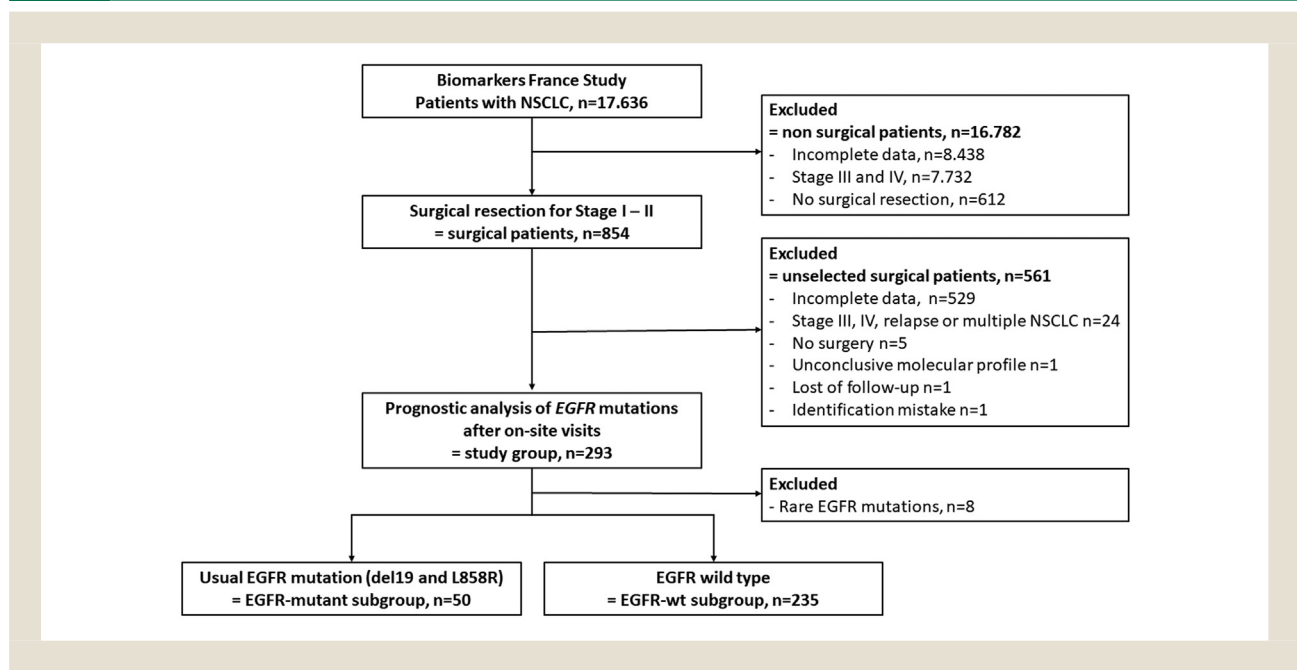 Biomarkers France Study
Patients with NSCLC, n=17.636
Excluded
= non surgical patients, n=16.782
- Incomplete data, n=8.438
- Stage III and IV, n=7.732
- No surgical resection, n=612
Surgical resection for Stage I – II
= surgical patients, n=854
Excluded
= unselected surgical patients, n=561
- Incomplete data, n=529
- Stage III, IV, relapse or multiple NSCLC n=24
- No surgery n=5
- Unconclusive molecular profile n=1
- Lost of follow-up n=1
- Identification mistake n=1
Prognostic analysis of EGFR mutations
after on-site visits
= study group, n=293
Excluded
- Rare EGFR mutations, n=8
Usual EGFR mutation (del19 and L858R)
= EGFR-mutant subgroup, n=50
EGFR wild type
= EGFR-wt subgroup, n=235